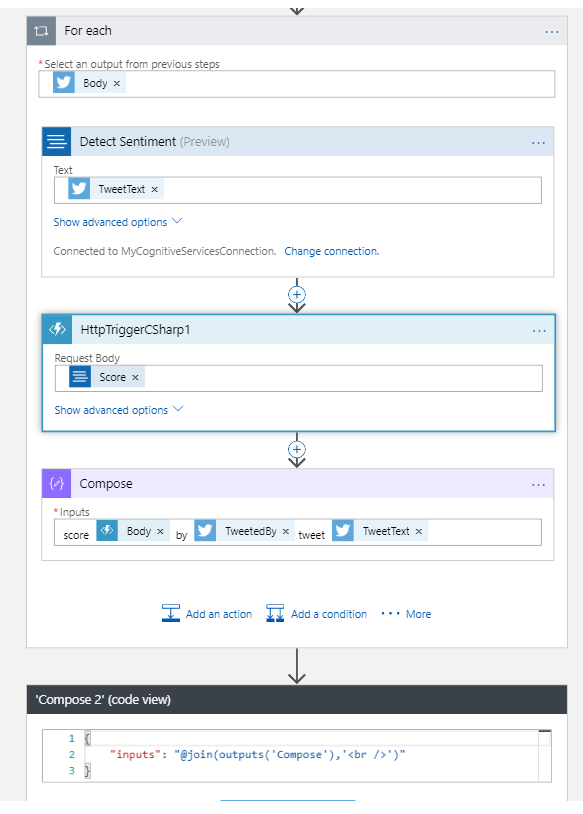 For each
...
* Select an output from previous steps
Body ×
Detect Sentiment (Preview)
...
Text
TweetText ×
Show advanced options
Connected to MyCognitiveServicesConnection. Change connection.
HttpTriggerCSharp1
...
Request Body
Score ×
Show advanced options
{ } Compose
...
* Inputs
score Body × by TweetedBy × tweet TweetText ×
Add an action Add a condition ... More
'Compose 2' (code view)
1 {
2 "inputs": "@join(outputs('Compose'),'<br />')"
3 }